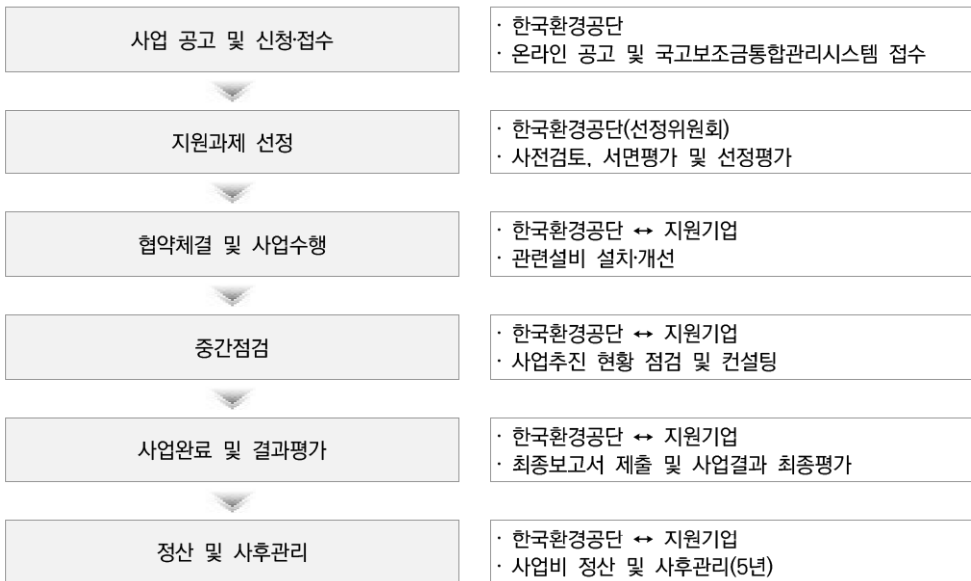 사업 공고 및 신청·접수
· 한국환경공단
· 온라인 공고 및 국고보조금통합관리시스템 접수
지원과제 선정
· 한국환경공단(선정위원회)
· 사전검토, 서면평가 및 선정평가
협약체결 및 사업수행
· 한국환경공단 ↔ 지원기업
· 관련설비 설치·개선
중간점검
· 한국환경공단 ↔ 지원기업
· 사업추진 현황 점검 및 컨설팅
사업완료 및 결과평가
· 한국환경공단 ↔ 지원기업
· 최종보고서 제출 및 사업결과 최종평가
정산 및 사후관리
· 한국환경공단 ↔ 지원기업
· 사업비 정산 및 사후관리(5년)